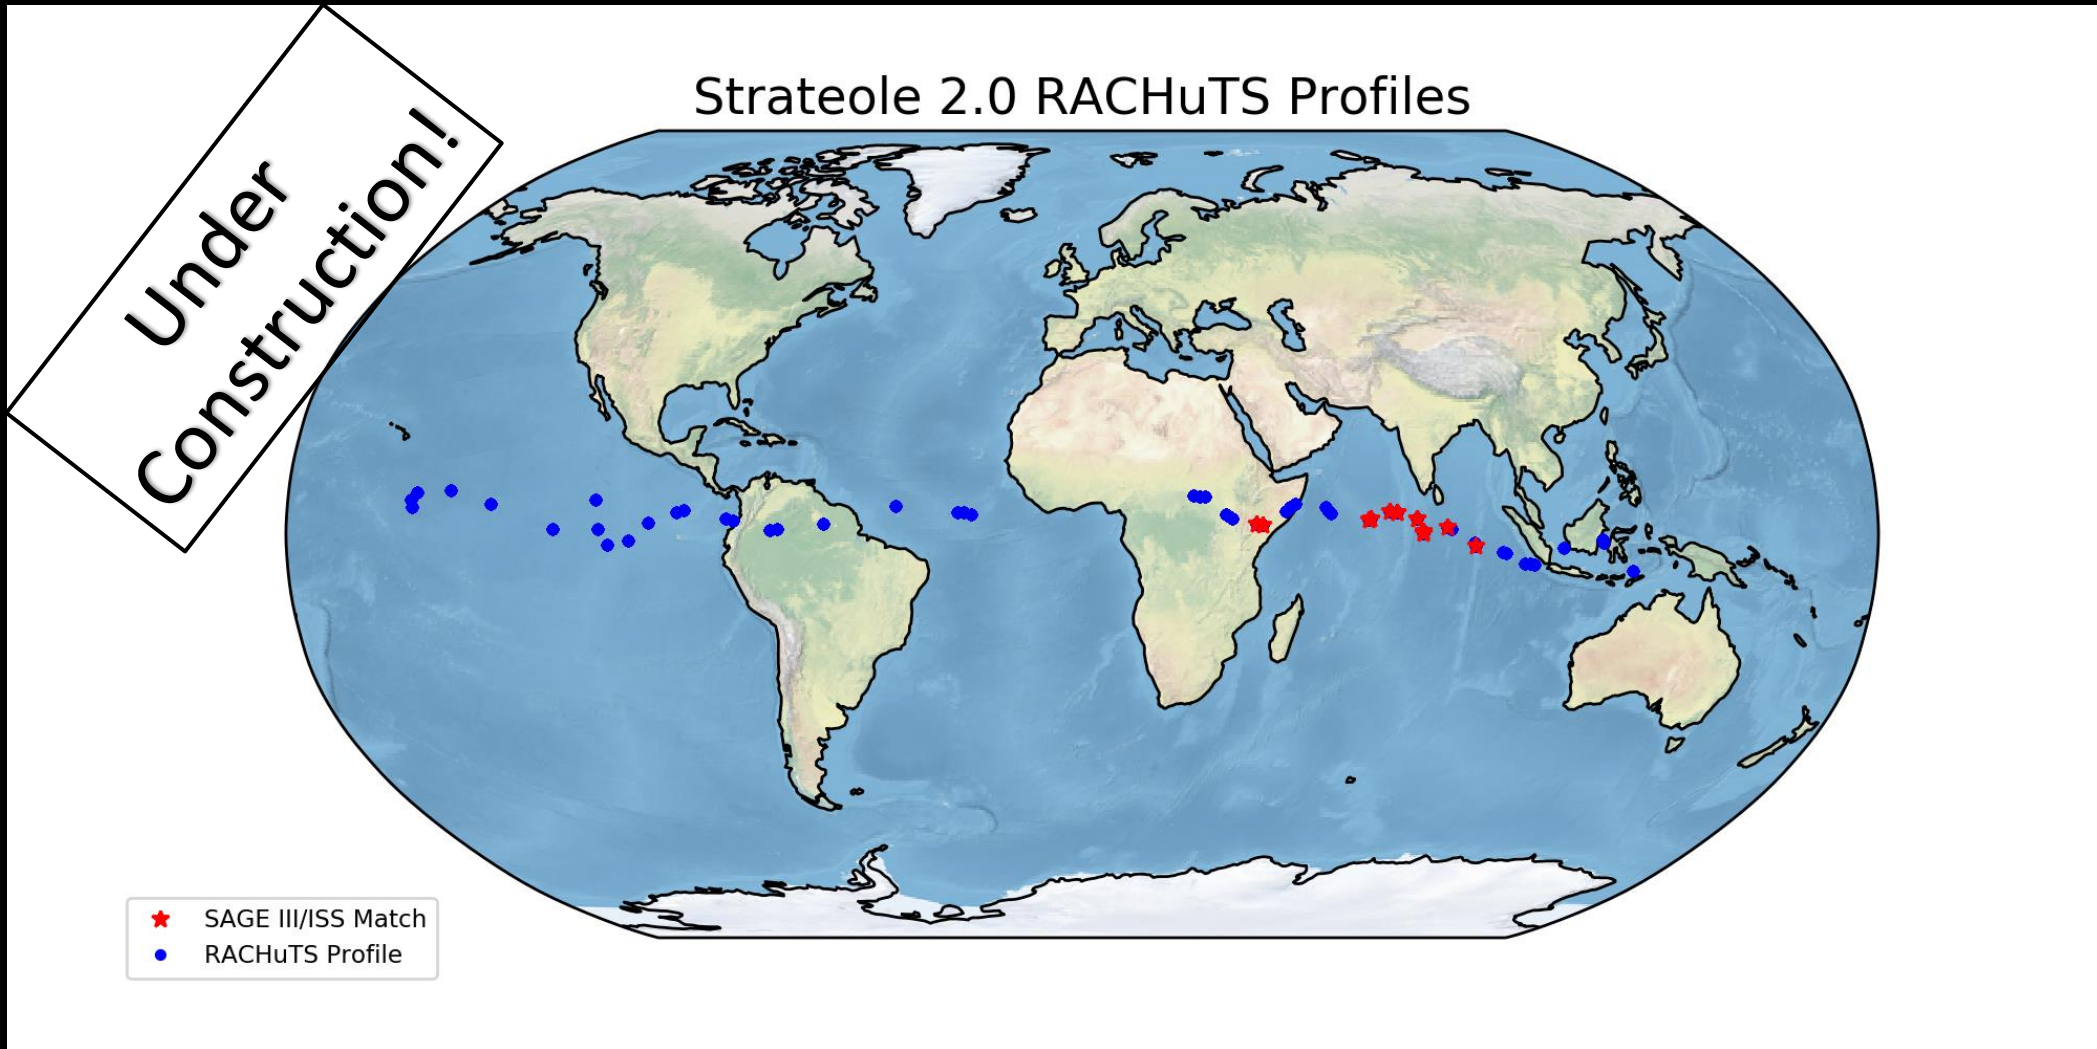 Under
Construction!
Strateole 2.0 RACHuTS Profiles
SAGE III/ISS Match
RACHuTS Profile